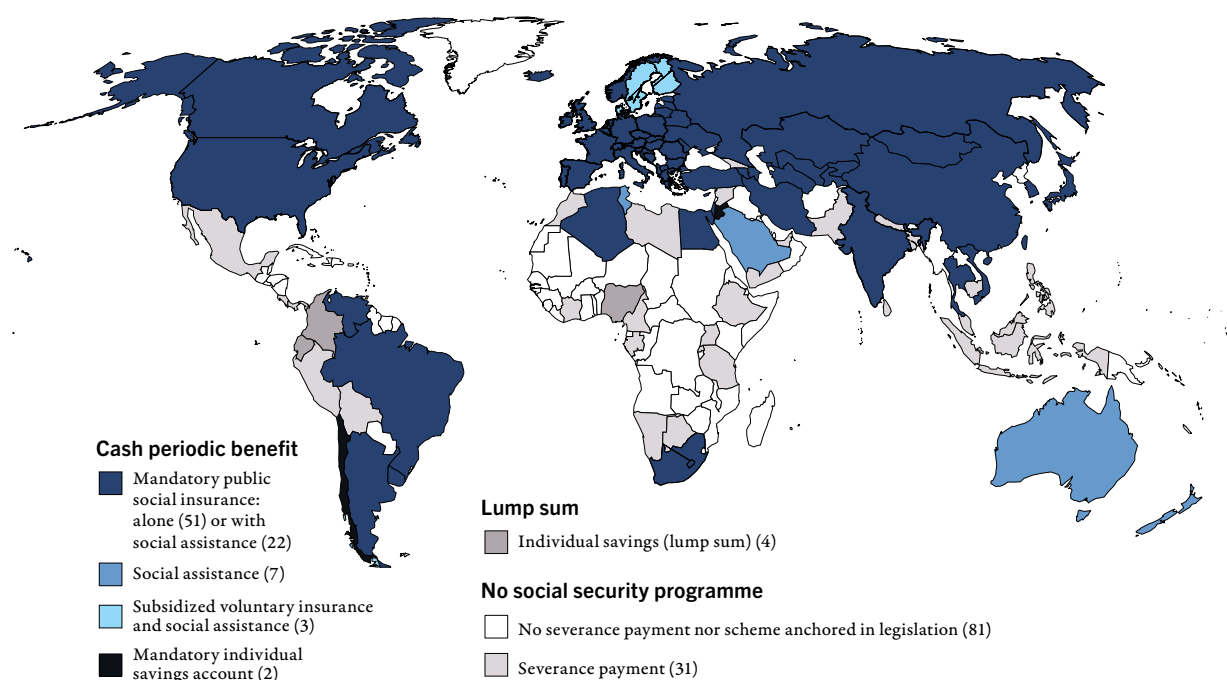 Cash periodic benefit
Mandatory public
social insurance:
alone (51) or with
social assistance (22)
Social assistance (7)
Subsidized voluntary insurance
and social assistance (3)
Mandatory individual
savings account (2)
Lump sum
Individual savings (lump sum) (4)
No social security programme
No severance payment nor scheme anchored in legislation (81)
Severance payment (31)